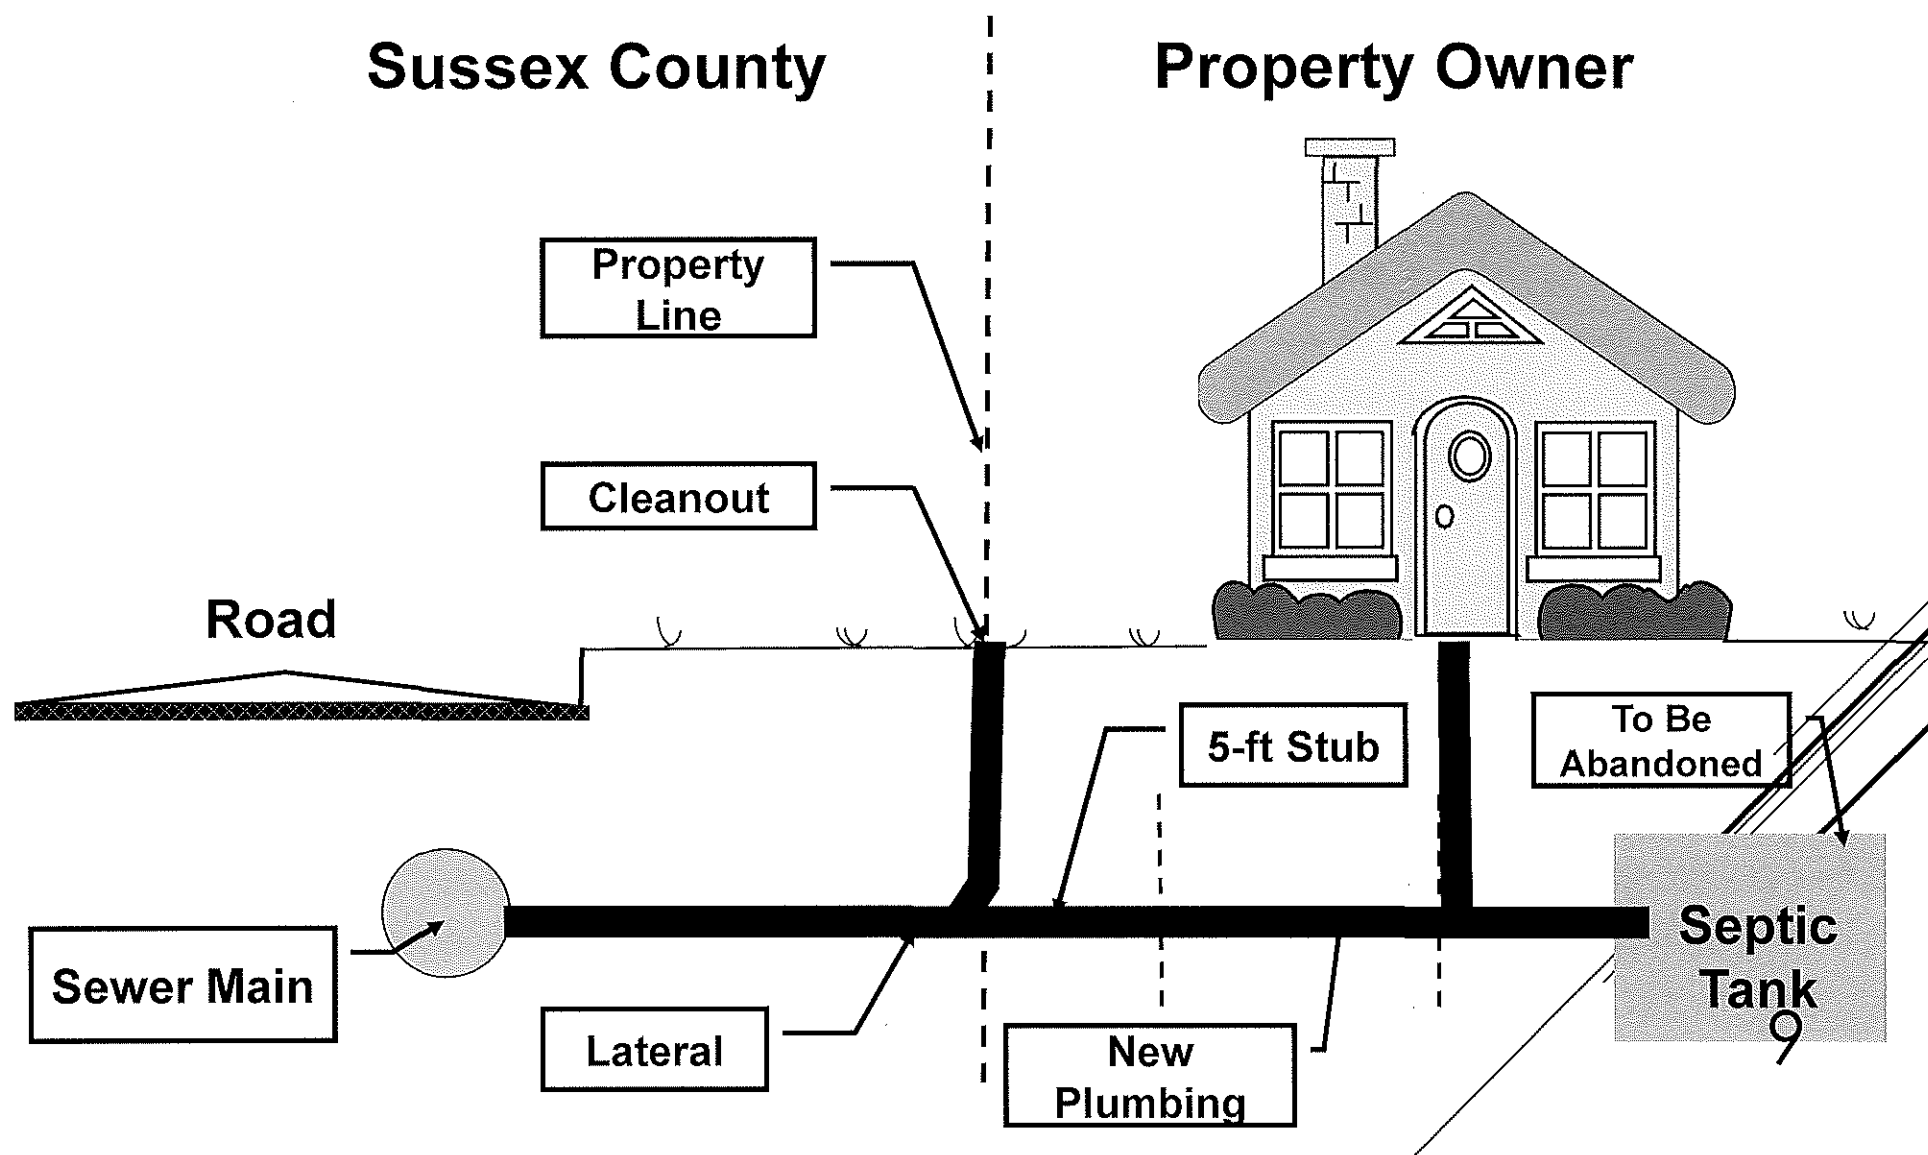 Sussex County
Property Owner
Property
Line
Cleanout
Road
5-ft Stub
To Be
Abandoned
Septic
Tank
Sewer Main
Lateral
New
Plumbing
9